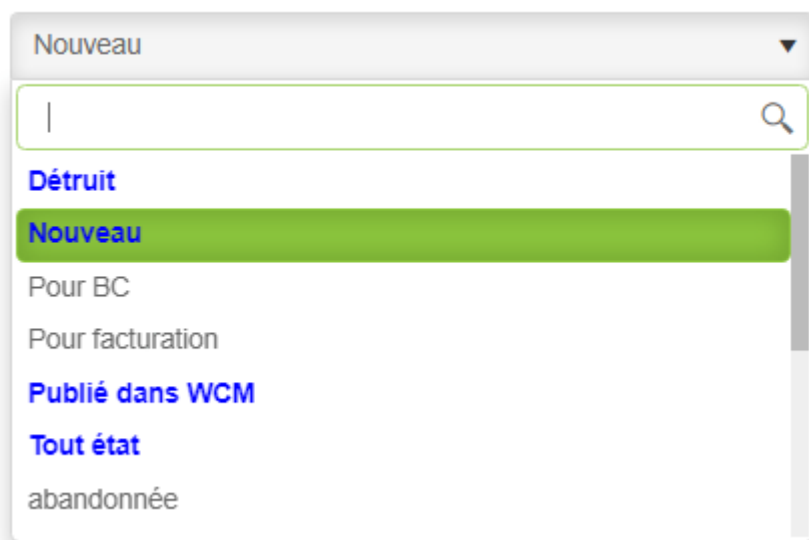 Nouveau
Détruit
Nouveau
Pour BC
Pour facturation
Publié dans WCM
Tout état
abandonnée